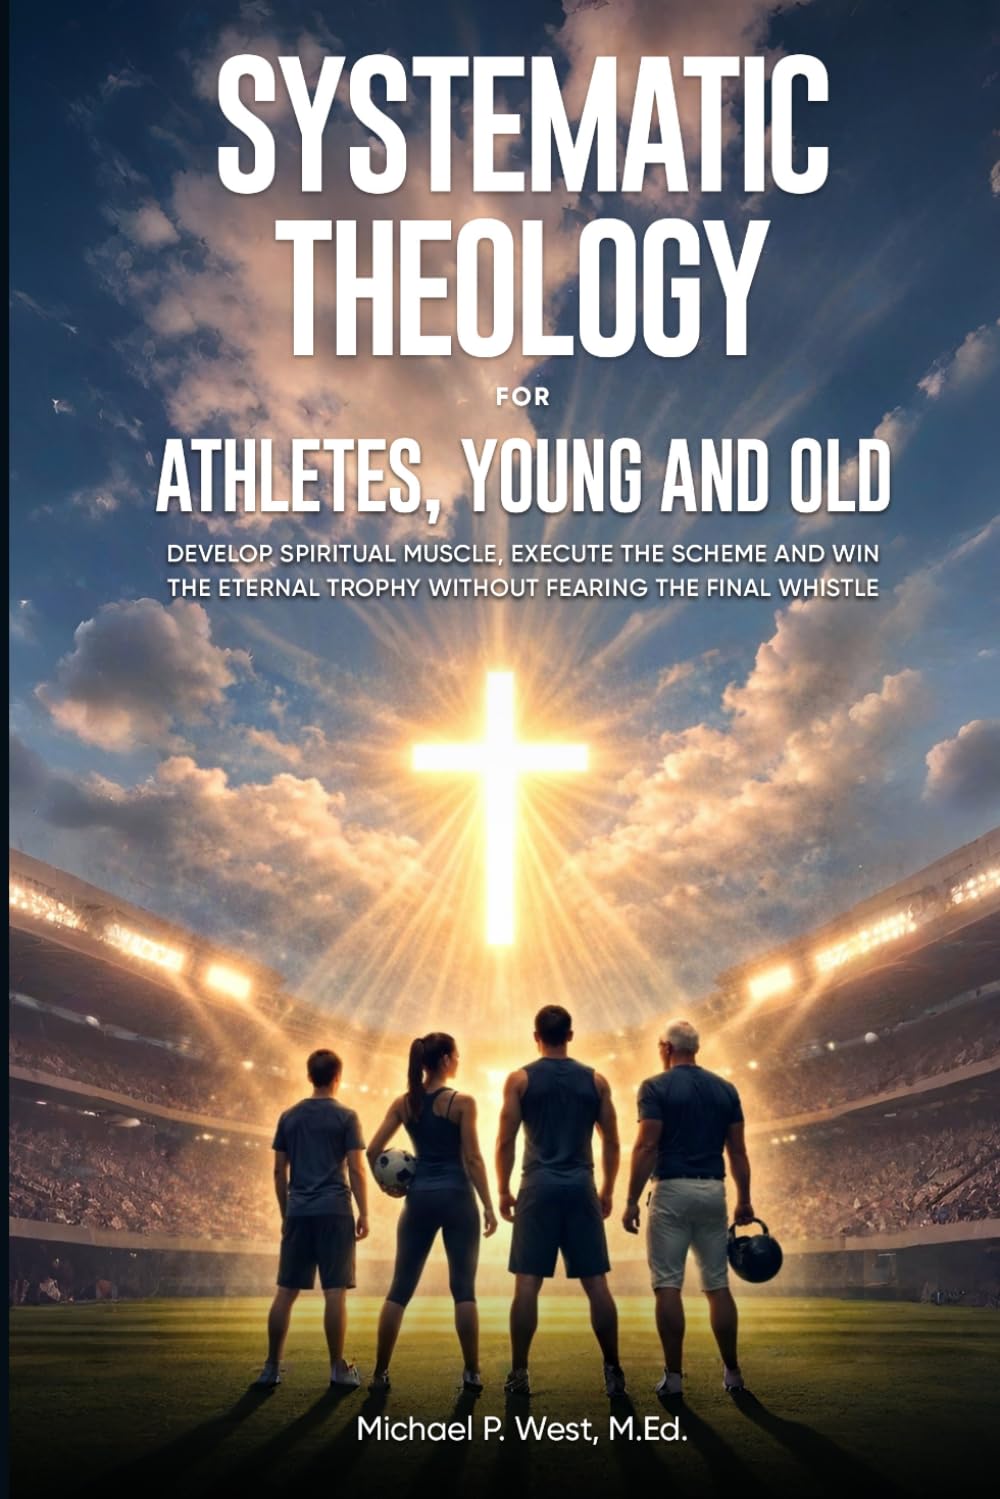 SYSTEMATIC
THEOLOGY
FOR
ATHLETES, YOUNG AND OLD
DEVELOP SPIRITUAL MUSCLE, EXECUTE THE SCHEME AND WIN
THE ETERNAL TROPHY WITHOUT FEARING THE FINAL WHISTLE
Michael P. West, M.Ed.